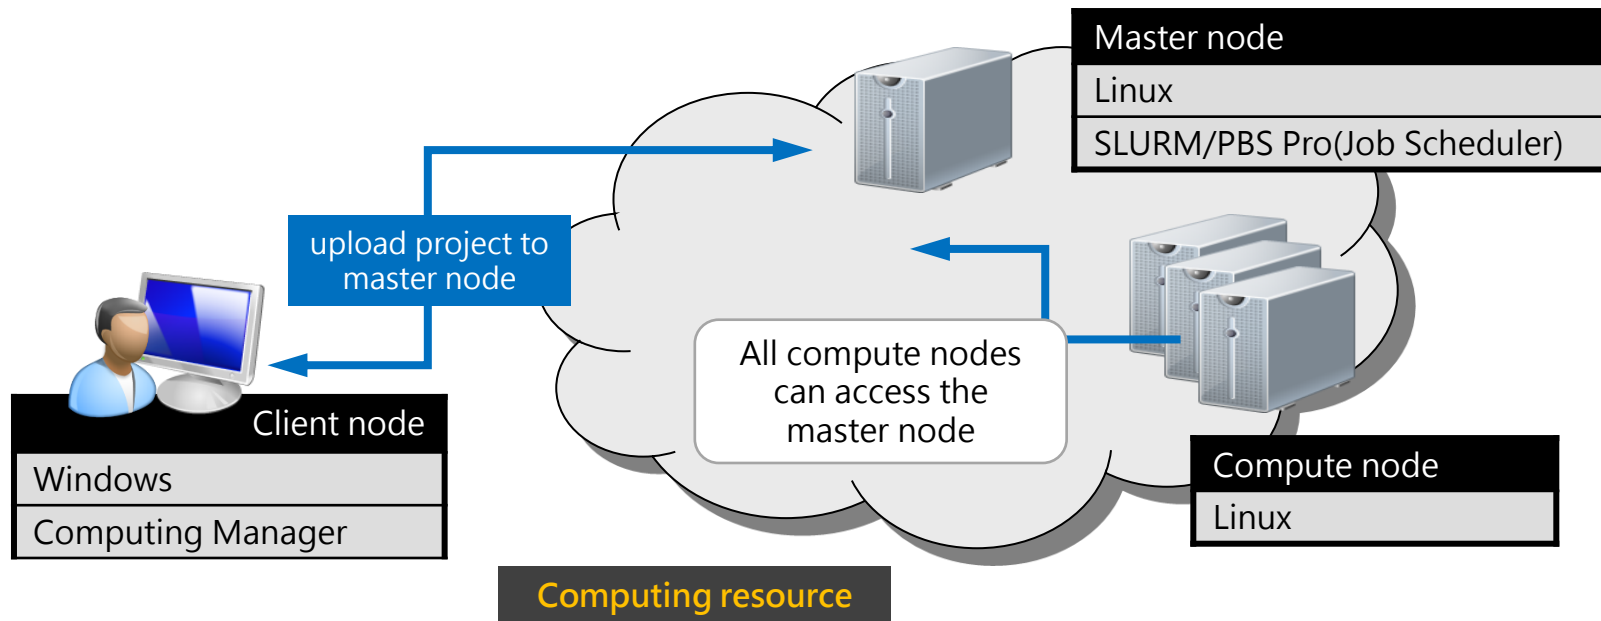 Master node
Linux
SLURM/PBS Pro(Job Scheduler)
upload project to
master node
All compute nodes
can access the
master node
Client node
Windows
Computing Manager
Compute node
Linux
Computing resource